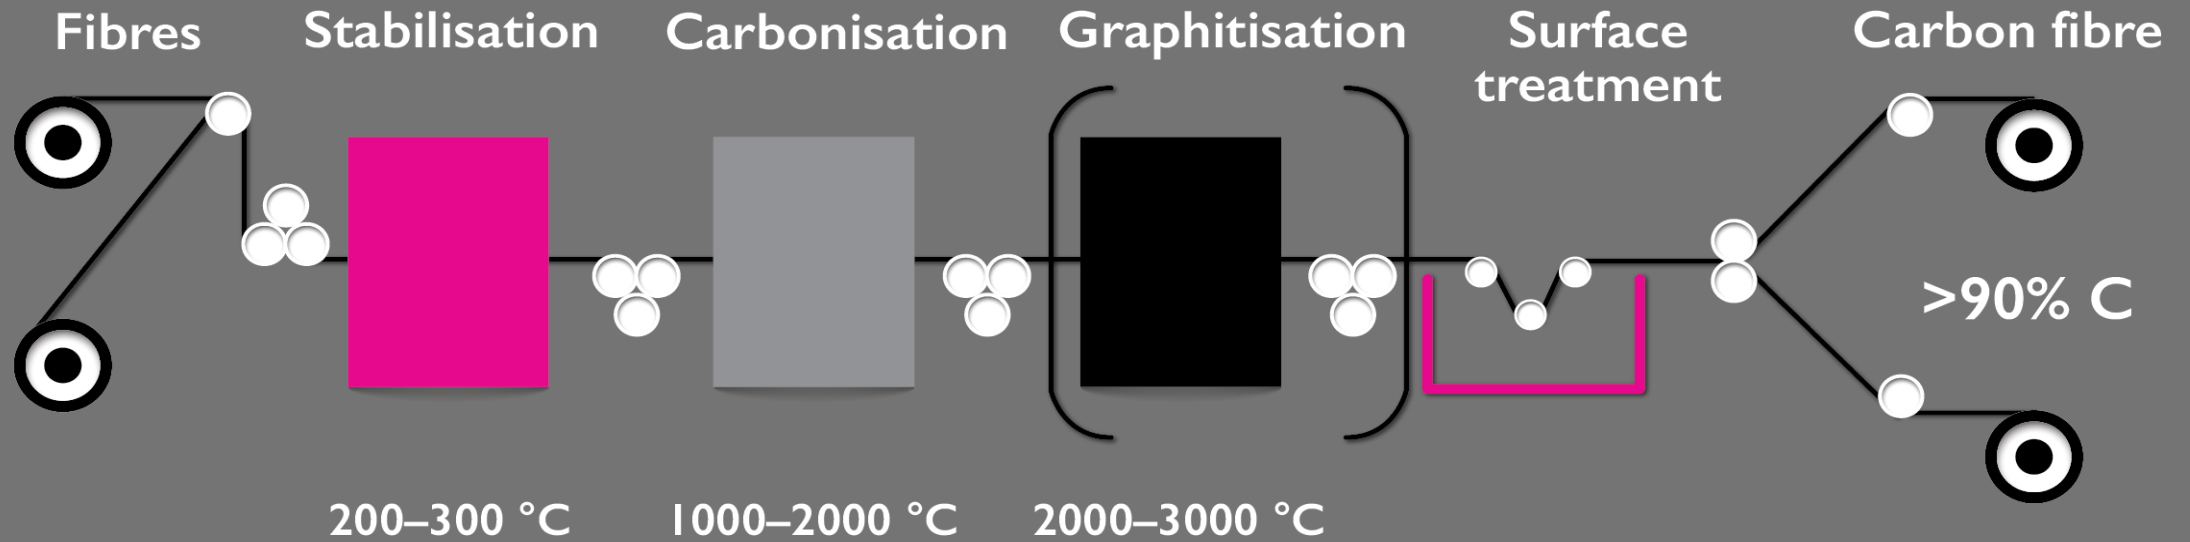 Fibres
Stabilisation
Carbonisation
Graphitisation
Surface
treatment
Carbon fibre
>90% C
200–300 °C
1000–2000 °C
2000–3000 °C